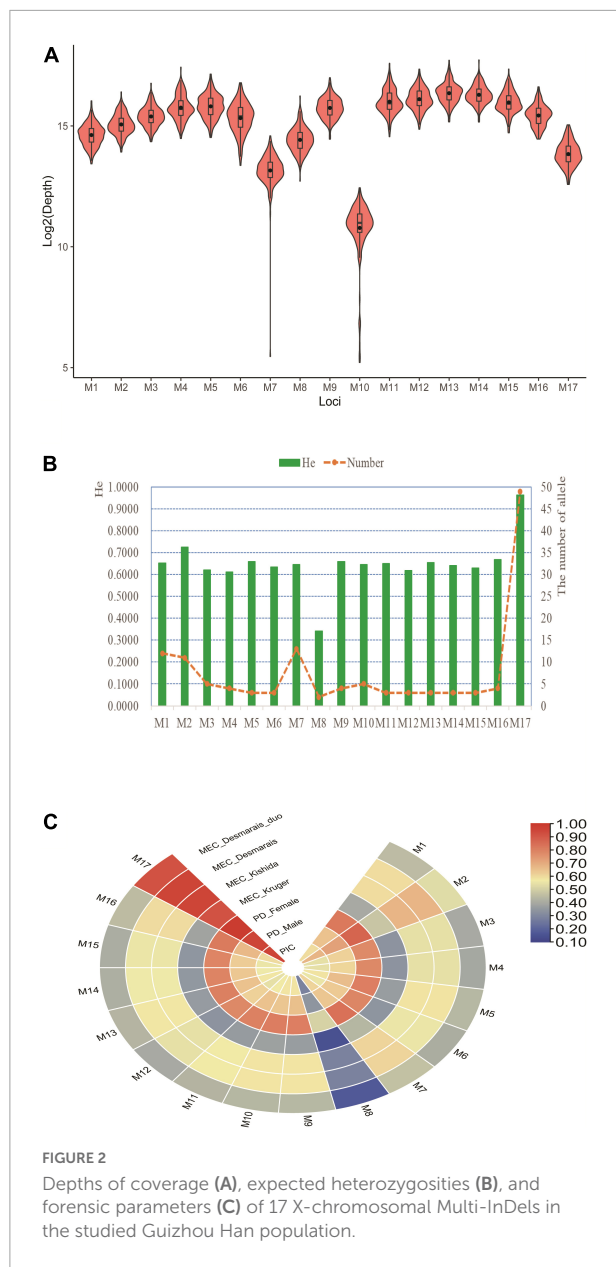 A
Log2(Depth)
15
10
5
M1 M2 M3 M4 M5 M6 M7 M8 M9 M10 M11 M12 M13 M14 M15 M16 M17
Loci
B
He Number
He
1.0000
0.9000
0.8000
0.7000
0.6000
0.5000
0.4000
0.3000
0.2000
0.1000
0.0000
50
45
40
35
30
25
20
15
10
5
0
The number of allele
M1 M2 M3 M4 M5 M6 M7 M8 M9 M10 M11 M12 M13 M14 M15 M16 M17
C
MEC_Desmarais_duo
MEC_Desmarais
MEC_Kishida
MEC_Kruger
PD_Female
PD_Male
PIC
M1
M2
M3
M4
M5
M6
M7
M8
M9
M10
M11
M12
M13
M14
M15
M16
M17
1.00
0.90
0.80
0.70
0.60
0.50
0.40
0.30
0.20
0.10
FIGURE 2
Depths of coverage (A), expected heterozygosities (B), and
forensic parameters (C) of 17 X-chromosomal Multi-InDels in
the studied Guizhou Han population.